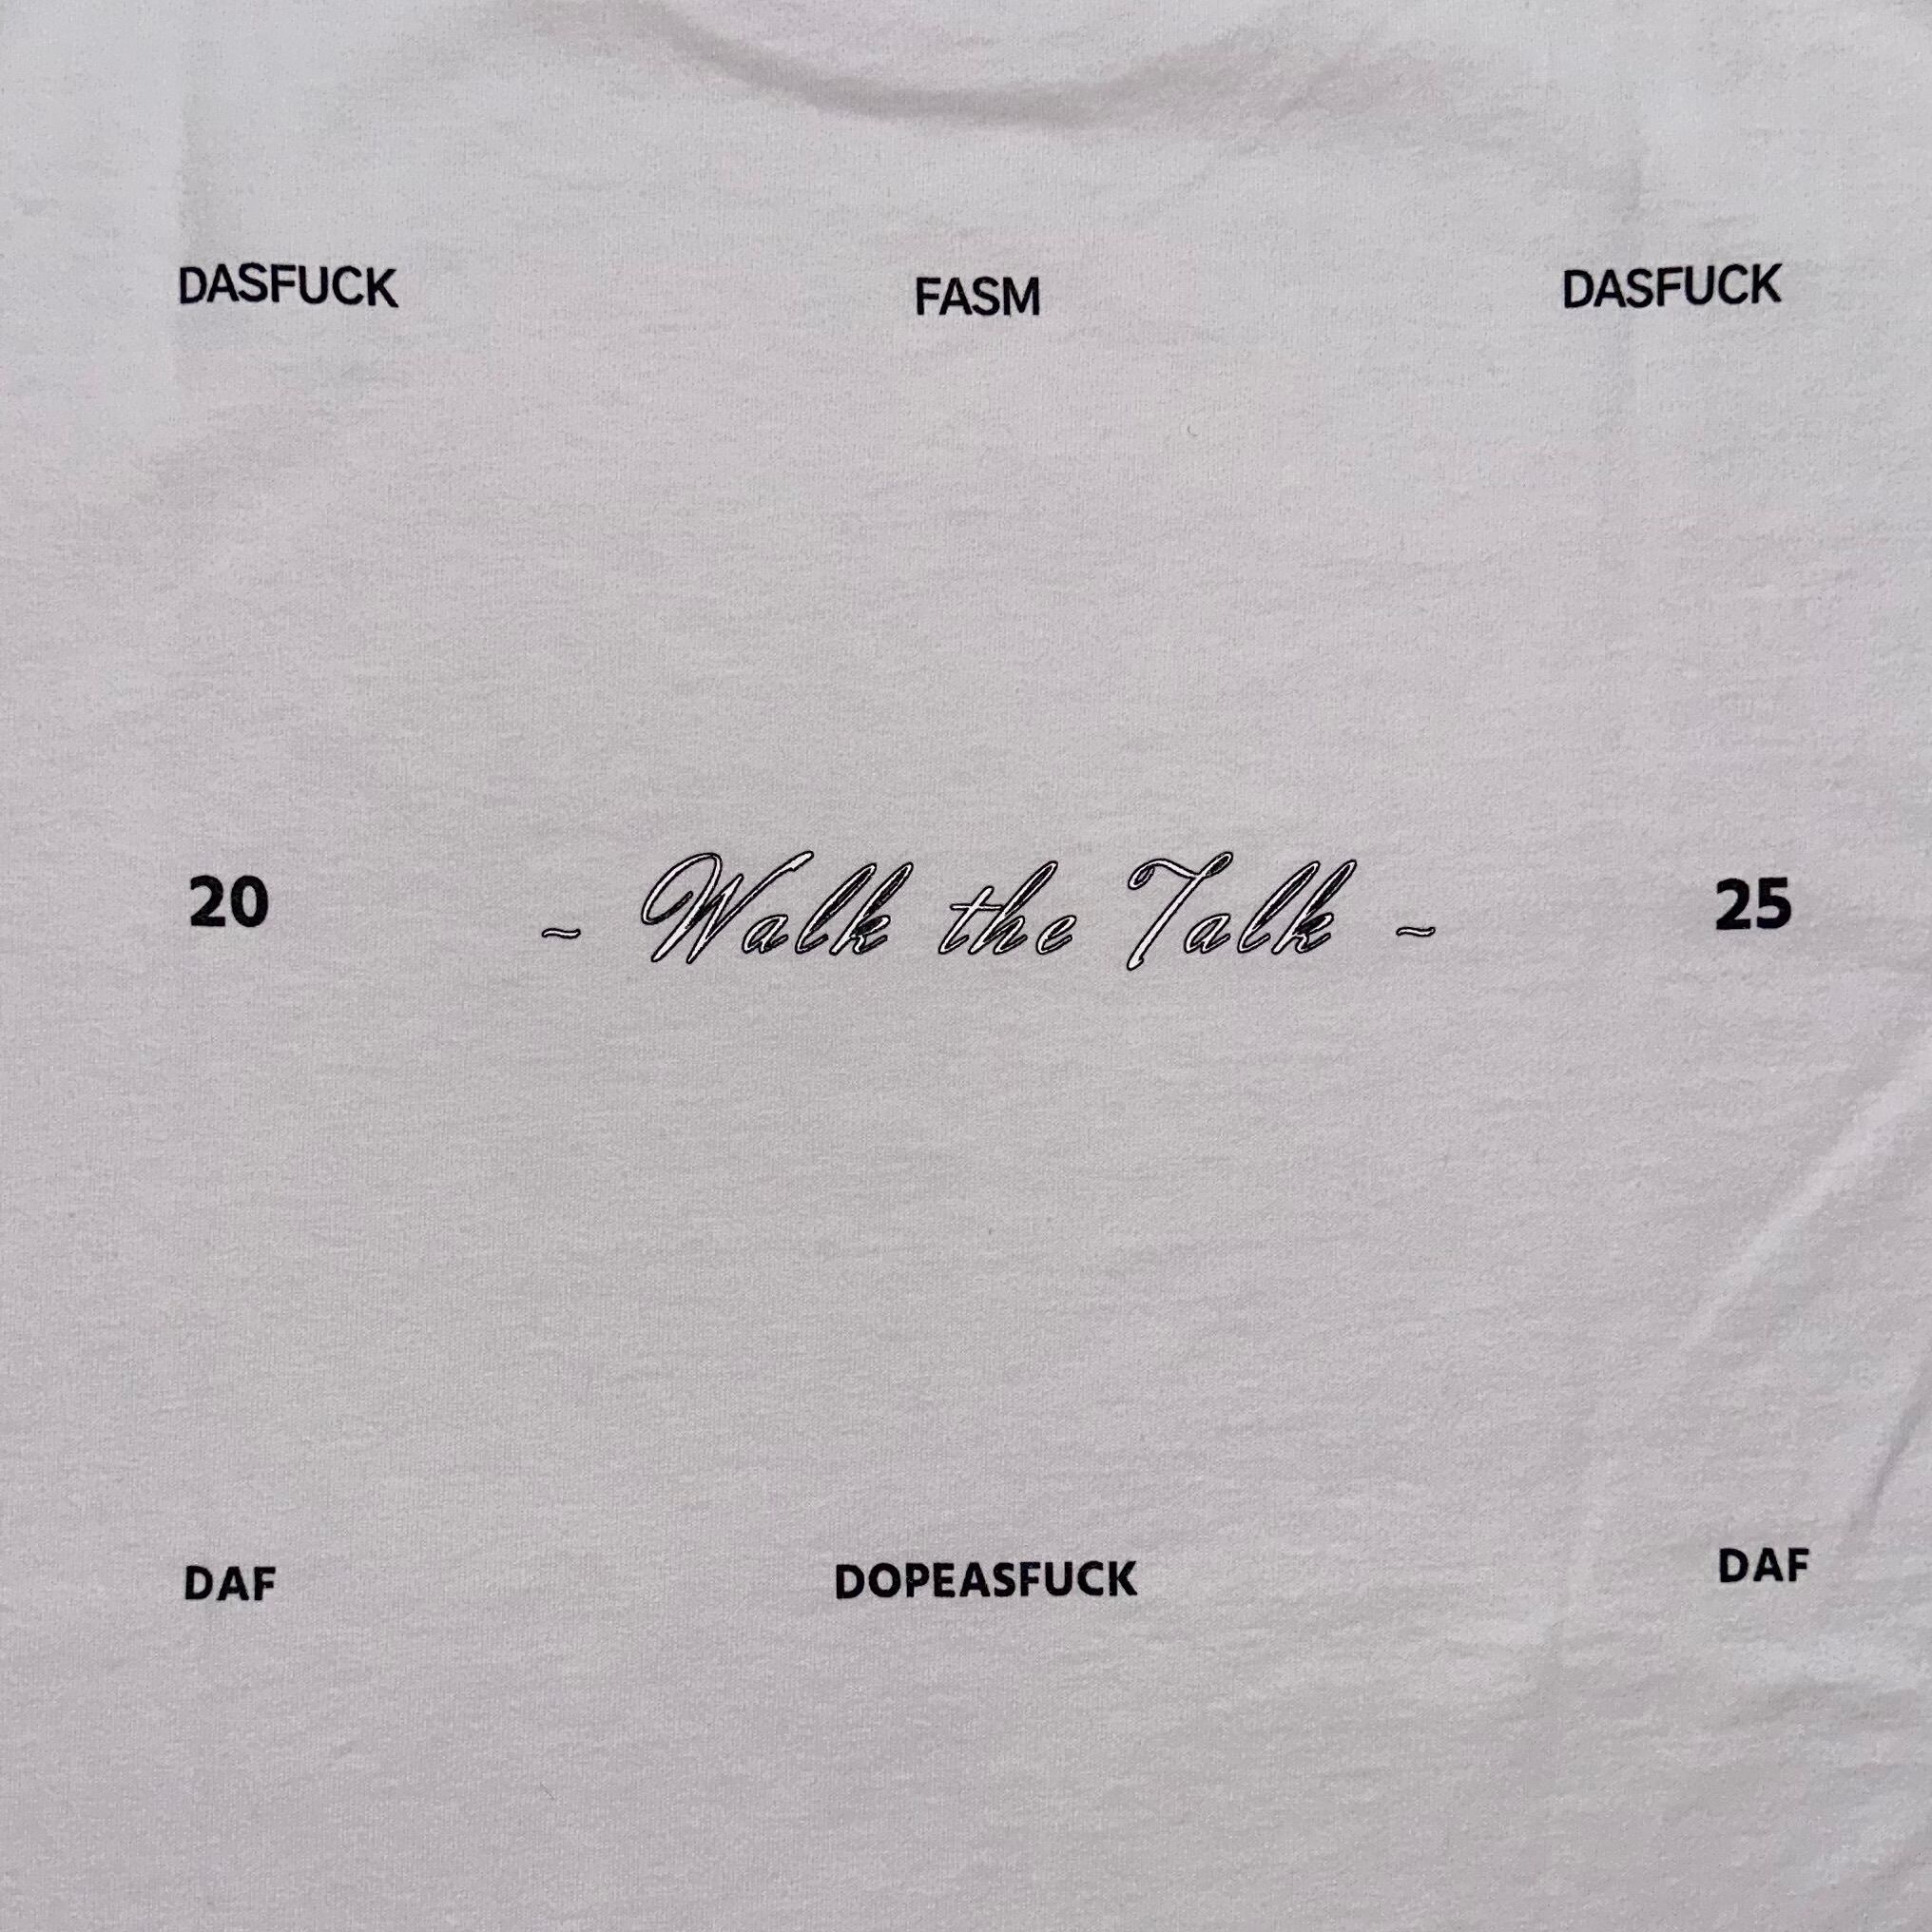 DASFUCK FASM DASFUCK
20 ~ Walk the Talk ~ 25
DAF DOPEASFUCK DAF